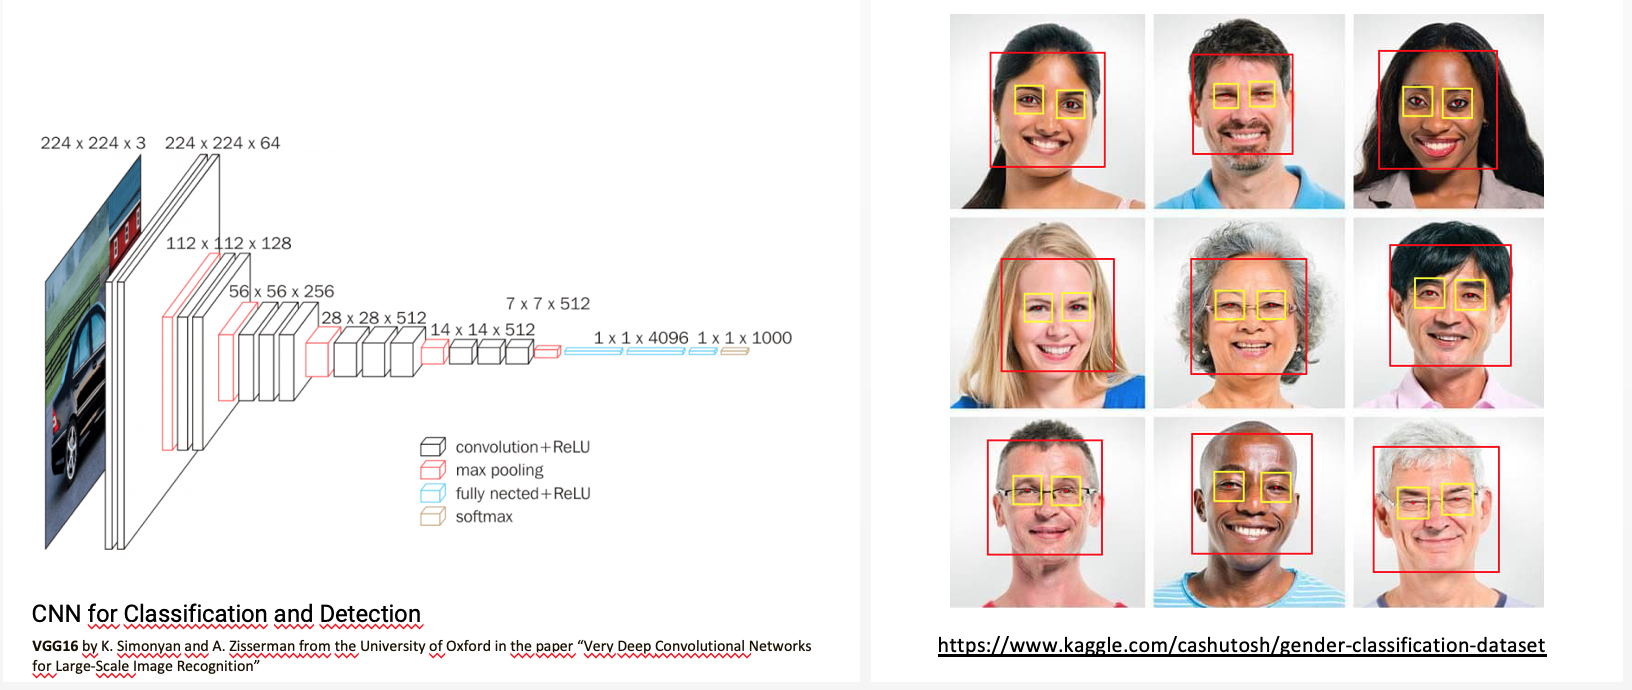 224 x 224 x 3
224 x 224 x 64
112 x 112 x 128
56 x 56 x 256
28 x 28 x 512
14 x 14 x 512
7 x 7 x 512
1 x 1 x 4096
1 x 1 x 1000
convolution+ReLU
max pooling
fully nected+ReLU
softmax
CNN for Classification and Detection
VGG16 by K. Simonyan and A. Zisserman from the University of Oxford in the paper “Very Deep Convolutional Networks
for Large-Scale Image Recognition”
https://www.kaggle.com/cashutosh/gender-classification-dataset